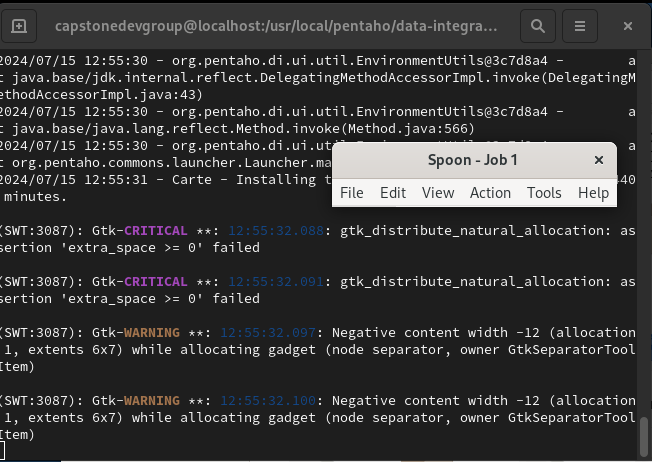 capstonedevgroup@localhost:/usr/local/pentaho/data-integra...
2024/07/15 12:55:30 - org.pentaho.di.ui.util.EnvironmentUtils@3c7d8a4 - a
t java.base/jdk.internal.reflect.DelegatingMethodAccessorImpl.invoke(DelegatingM
ethodAccessorImpl.java:43)
2024/07/15 12:55:30 - org.pentaho.di.ui.util.EnvironmentUtils@3c7d8a4 - a
t java.base/java.lang.reflect.Method.invoke(Method.java:566)
2024/07/15 12:55:30 - org.pentaho.di.ui.util
t org.pentaho.commons.launcher.Launcher.ma
2024/07/15 12:55:31 - Carte - Installing t 440
minutes.
Spoon - Job 1
File Edit View Action Tools Help
(SWT:3087): Gtk-CRITICAL **: 12:55:32.088: gtk_distribute_natural_allocation: as
sertion 'extra_space >= 0' failed
(SWT:3087): Gtk-CRITICAL **: 12:55:32.091: gtk_distribute_natural_allocation: as
sertion 'extra_space >= 0' failed
(SWT:3087): Gtk-WARNING **: 12:55:32.097: Negative content width -12 (allocation
1, extents 6x7) while allocating gadget (node separator, owner GtkSeparatorTool
Item)
(SWT:3087): Gtk-WARNING **: 12:55:32.100: Negative content width -12 (allocation
1, extents 6x7) while allocating gadget (node separator, owner GtkSeparatorTool
Item)